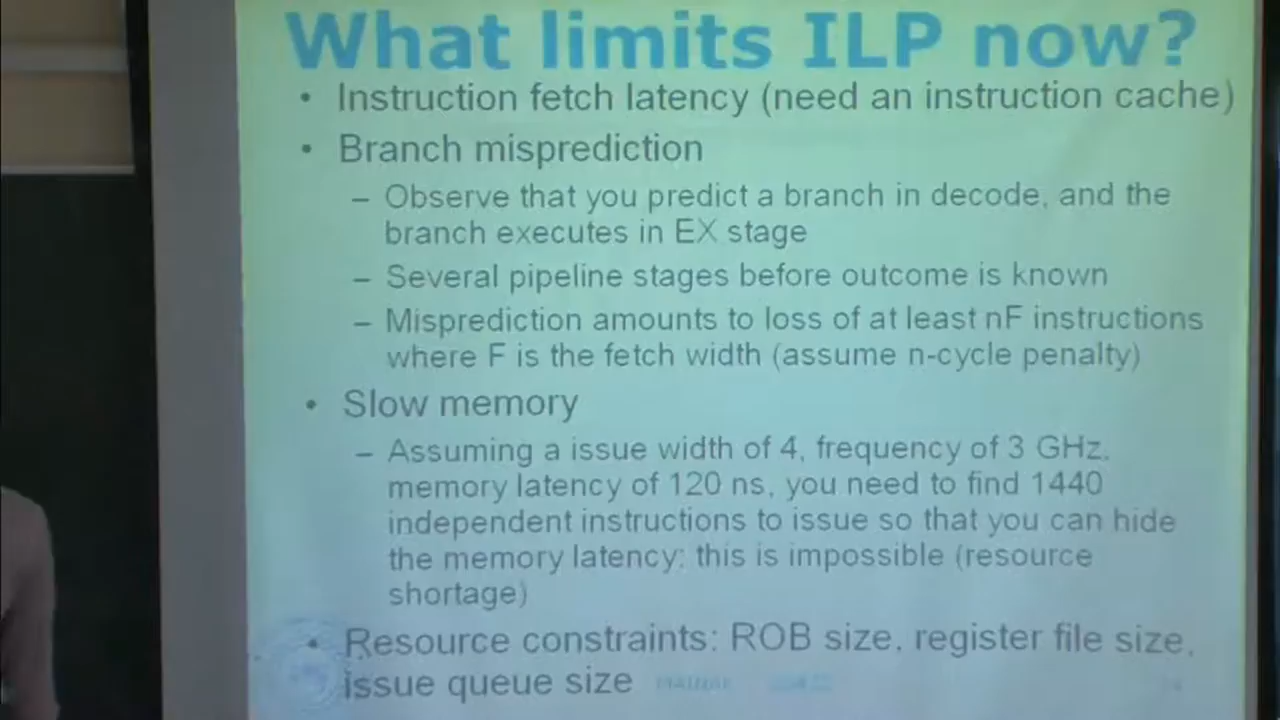 What limits ILP now?
• Instruction fetch latency (need an instruction cache)
• Branch misprediction
– Observe that you predict a branch in decode, and the
branch executes in EX stage
– Several pipeline stages before outcome is known
– Misprediction amounts to loss of at least nF instructions
where F is the fetch width (assume n-cycle penalty)
• Slow memory
– Assuming a issue width of 4, frequency of 3 GHz,
memory latency of 120 ns, you need to find 1440
independent instructions to issue so that you can hide
the memory latency; this is impossible (resource
shortage)
• Resource constraints: ROB size, register file size,
issue queue size